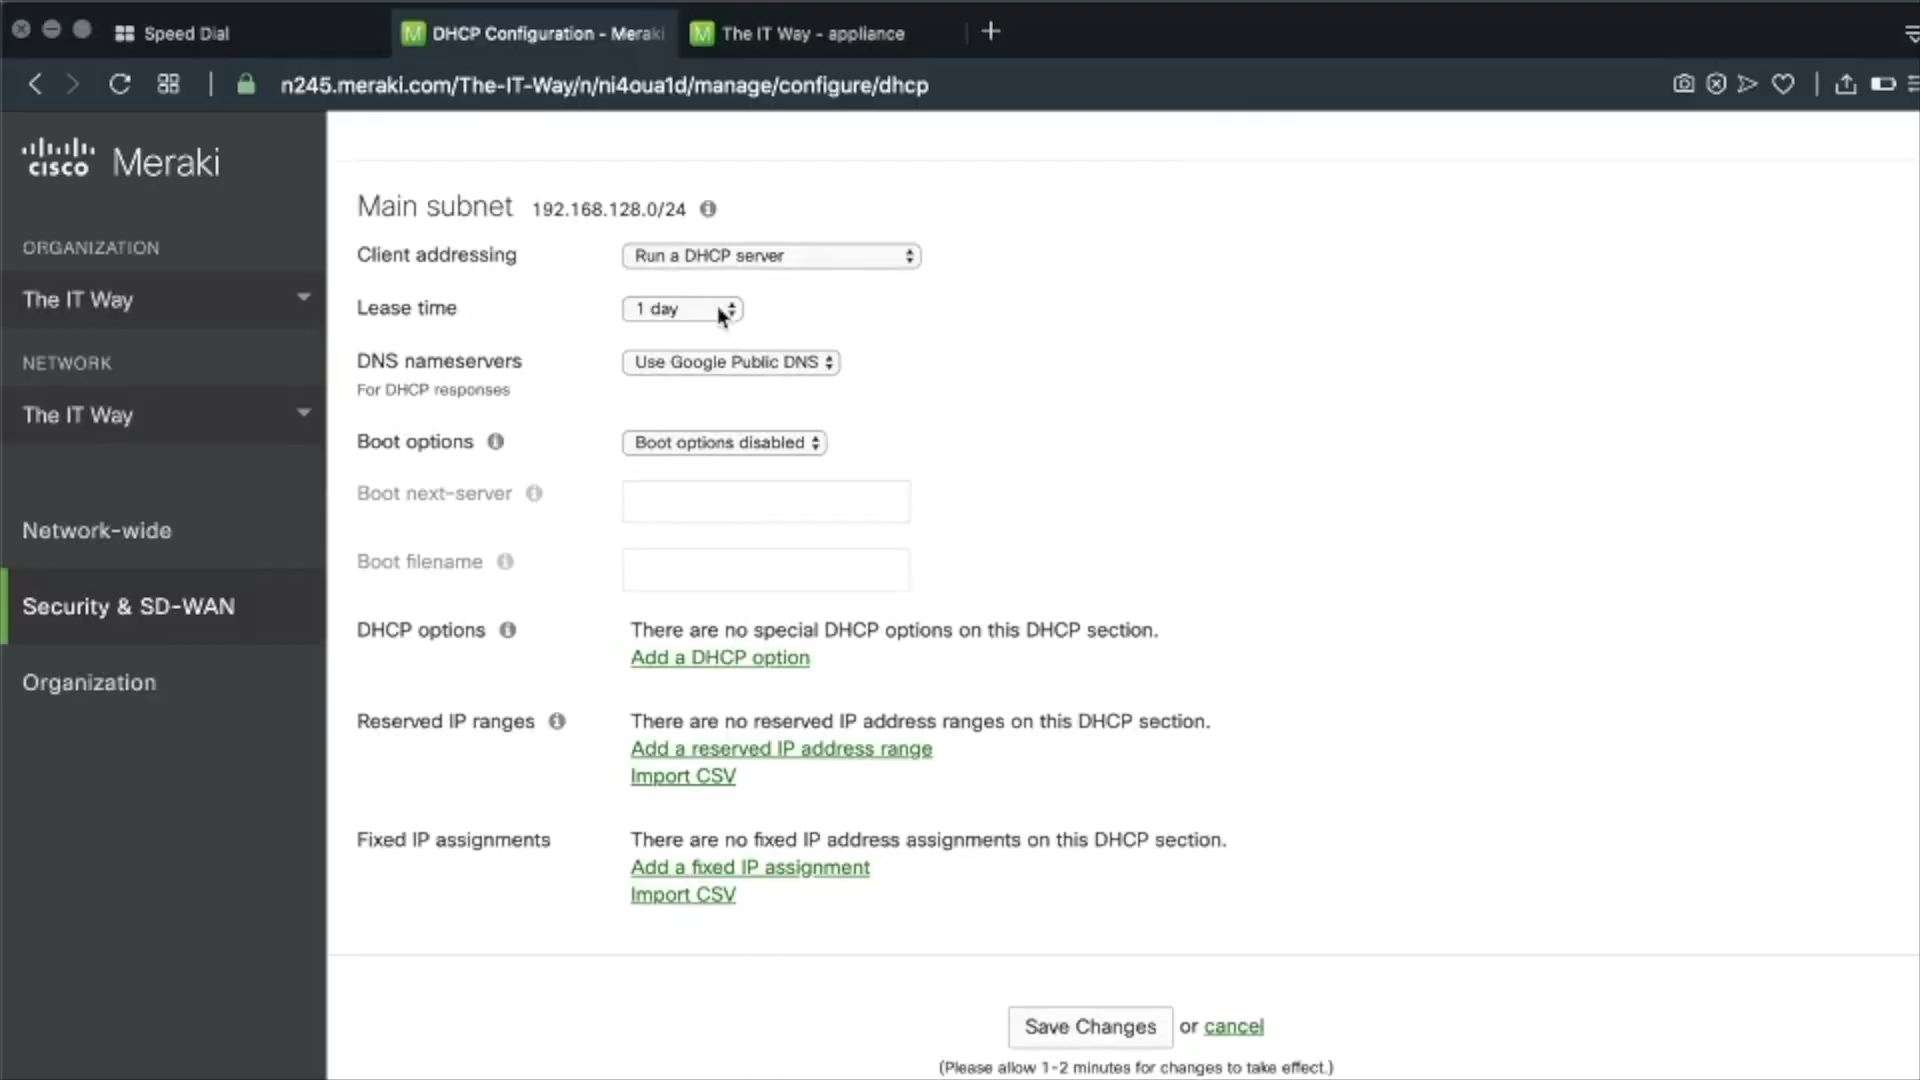 Speed Dial
DHCP Configuration - Meraki
The IT Way - appliance
n245.meraki.com/The-IT-Way/n/ni4oua1d/manage/configure/dhcp
cisco Meraki
ORGANIZATION
The IT Way
NETWORK
The IT Way
Network-wide
Security & SD-WAN
Organization
Main subnet 192.168.128.0/24
Client addressing Run a DHCP server
Lease time 1 day
DNS nameservers Use Google Public DNS
For DHCP responses
Boot options Boot options disabled
Boot next-server
Boot filename
DHCP options There are no special DHCP options on this DHCP section.
Add a DHCP option
Reserved IP ranges There are no reserved IP address ranges on this DHCP section.
Add a reserved IP address range
Import CSV
Fixed IP assignments There are no fixed IP address assignments on this DHCP section.
Add a fixed IP assignment
Import CSV
Save Changes or cancel
(Please allow 1-2 minutes for changes to take effect.)